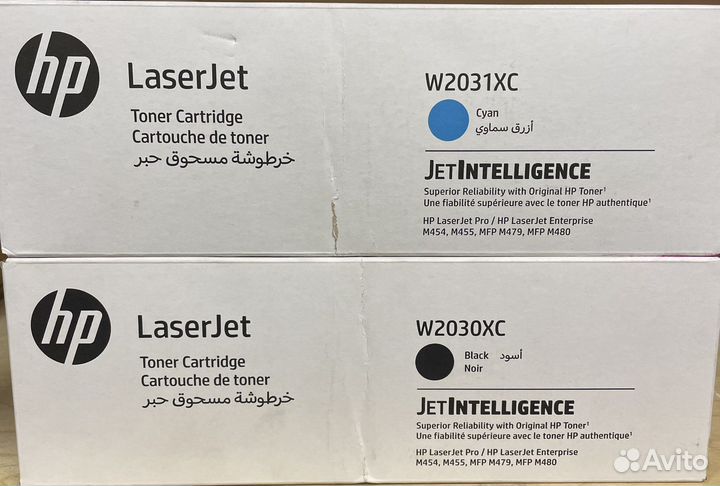 hp
LaserJet
Toner Cartridge
Cartouche de toner
خرطوشة مسحوق حبر
W2031XC
Cyan
أزرق سماوي
JETINTELLIGENCE
Superior Reliability with Original HP Toner¹
Une fiabilité supérieure avec le toner HP authentique¹
HP LaserJet Pro / HP LaserJet Enterprise
M454, M455, MFP M479, MFP M480
hp
LaserJet
Toner Cartridge
Cartouche de toner
خرطوشة مسحوق حبر
W2030XC
Black أسود
Noir
JETINTELLIGENCE
Superior Reliability with Original HP Toner¹
Une fiabilité supérieure avec le toner HP authentique¹
HP LaserJet Pro / HP LaserJet Enterprise
M454, M455, MFP M479, MFP M480
Avito